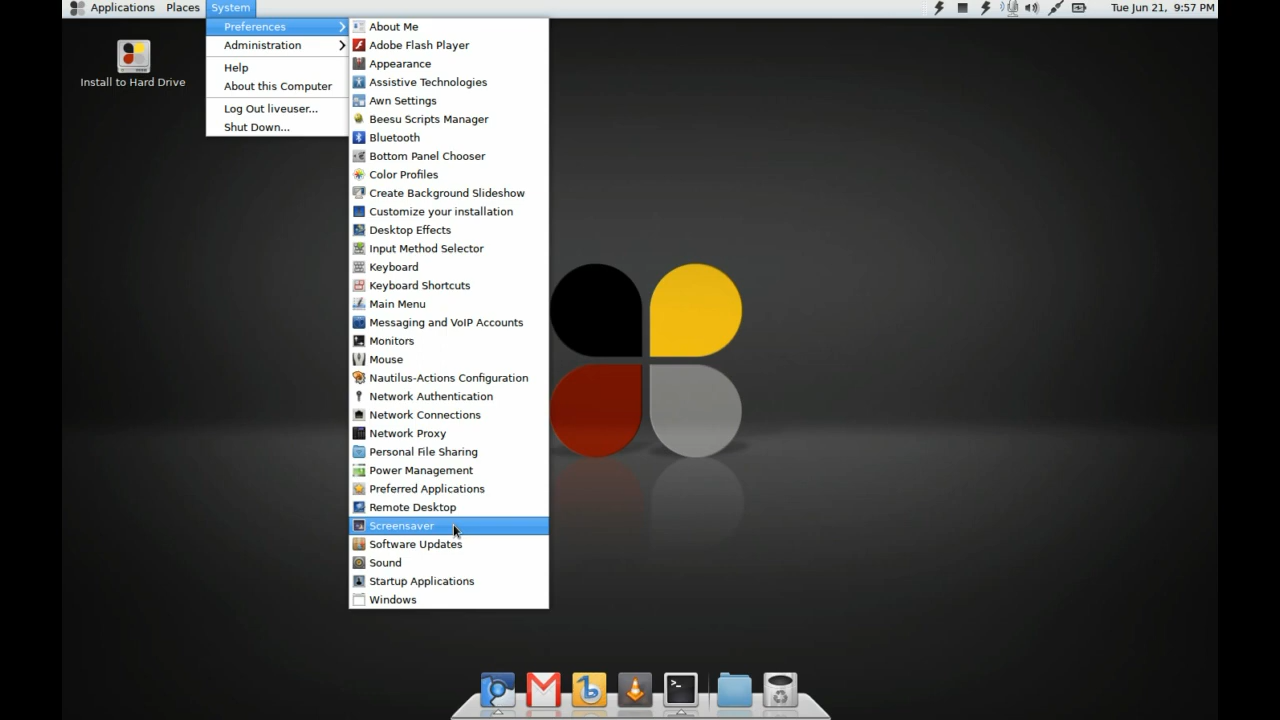 Applications Places System
Tue Jun 21, 9:57 PM
Install to Hard Drive
Preferences
Administration
Help
About this Computer
Log Out liveuser...
Shut Down...
About Me
Adobe Flash Player
Appearance
Assistive Technologies
Awn Settings
Beesu Scripts Manager
Bluetooth
Bottom Panel Chooser
Color Profiles
Create Background Slideshow
Customize your installation
Desktop Effects
Input Method Selector
Keyboard
Keyboard Shortcuts
Main Menu
Messaging and VoIP Accounts
Monitors
Mouse
Nautilus-Actions Configuration
Network Authentication
Network Connections
Network Proxy
Personal File Sharing
Power Management
Preferred Applications
Remote Desktop
Screensaver
Software Updates
Sound
Startup Applications
Windows